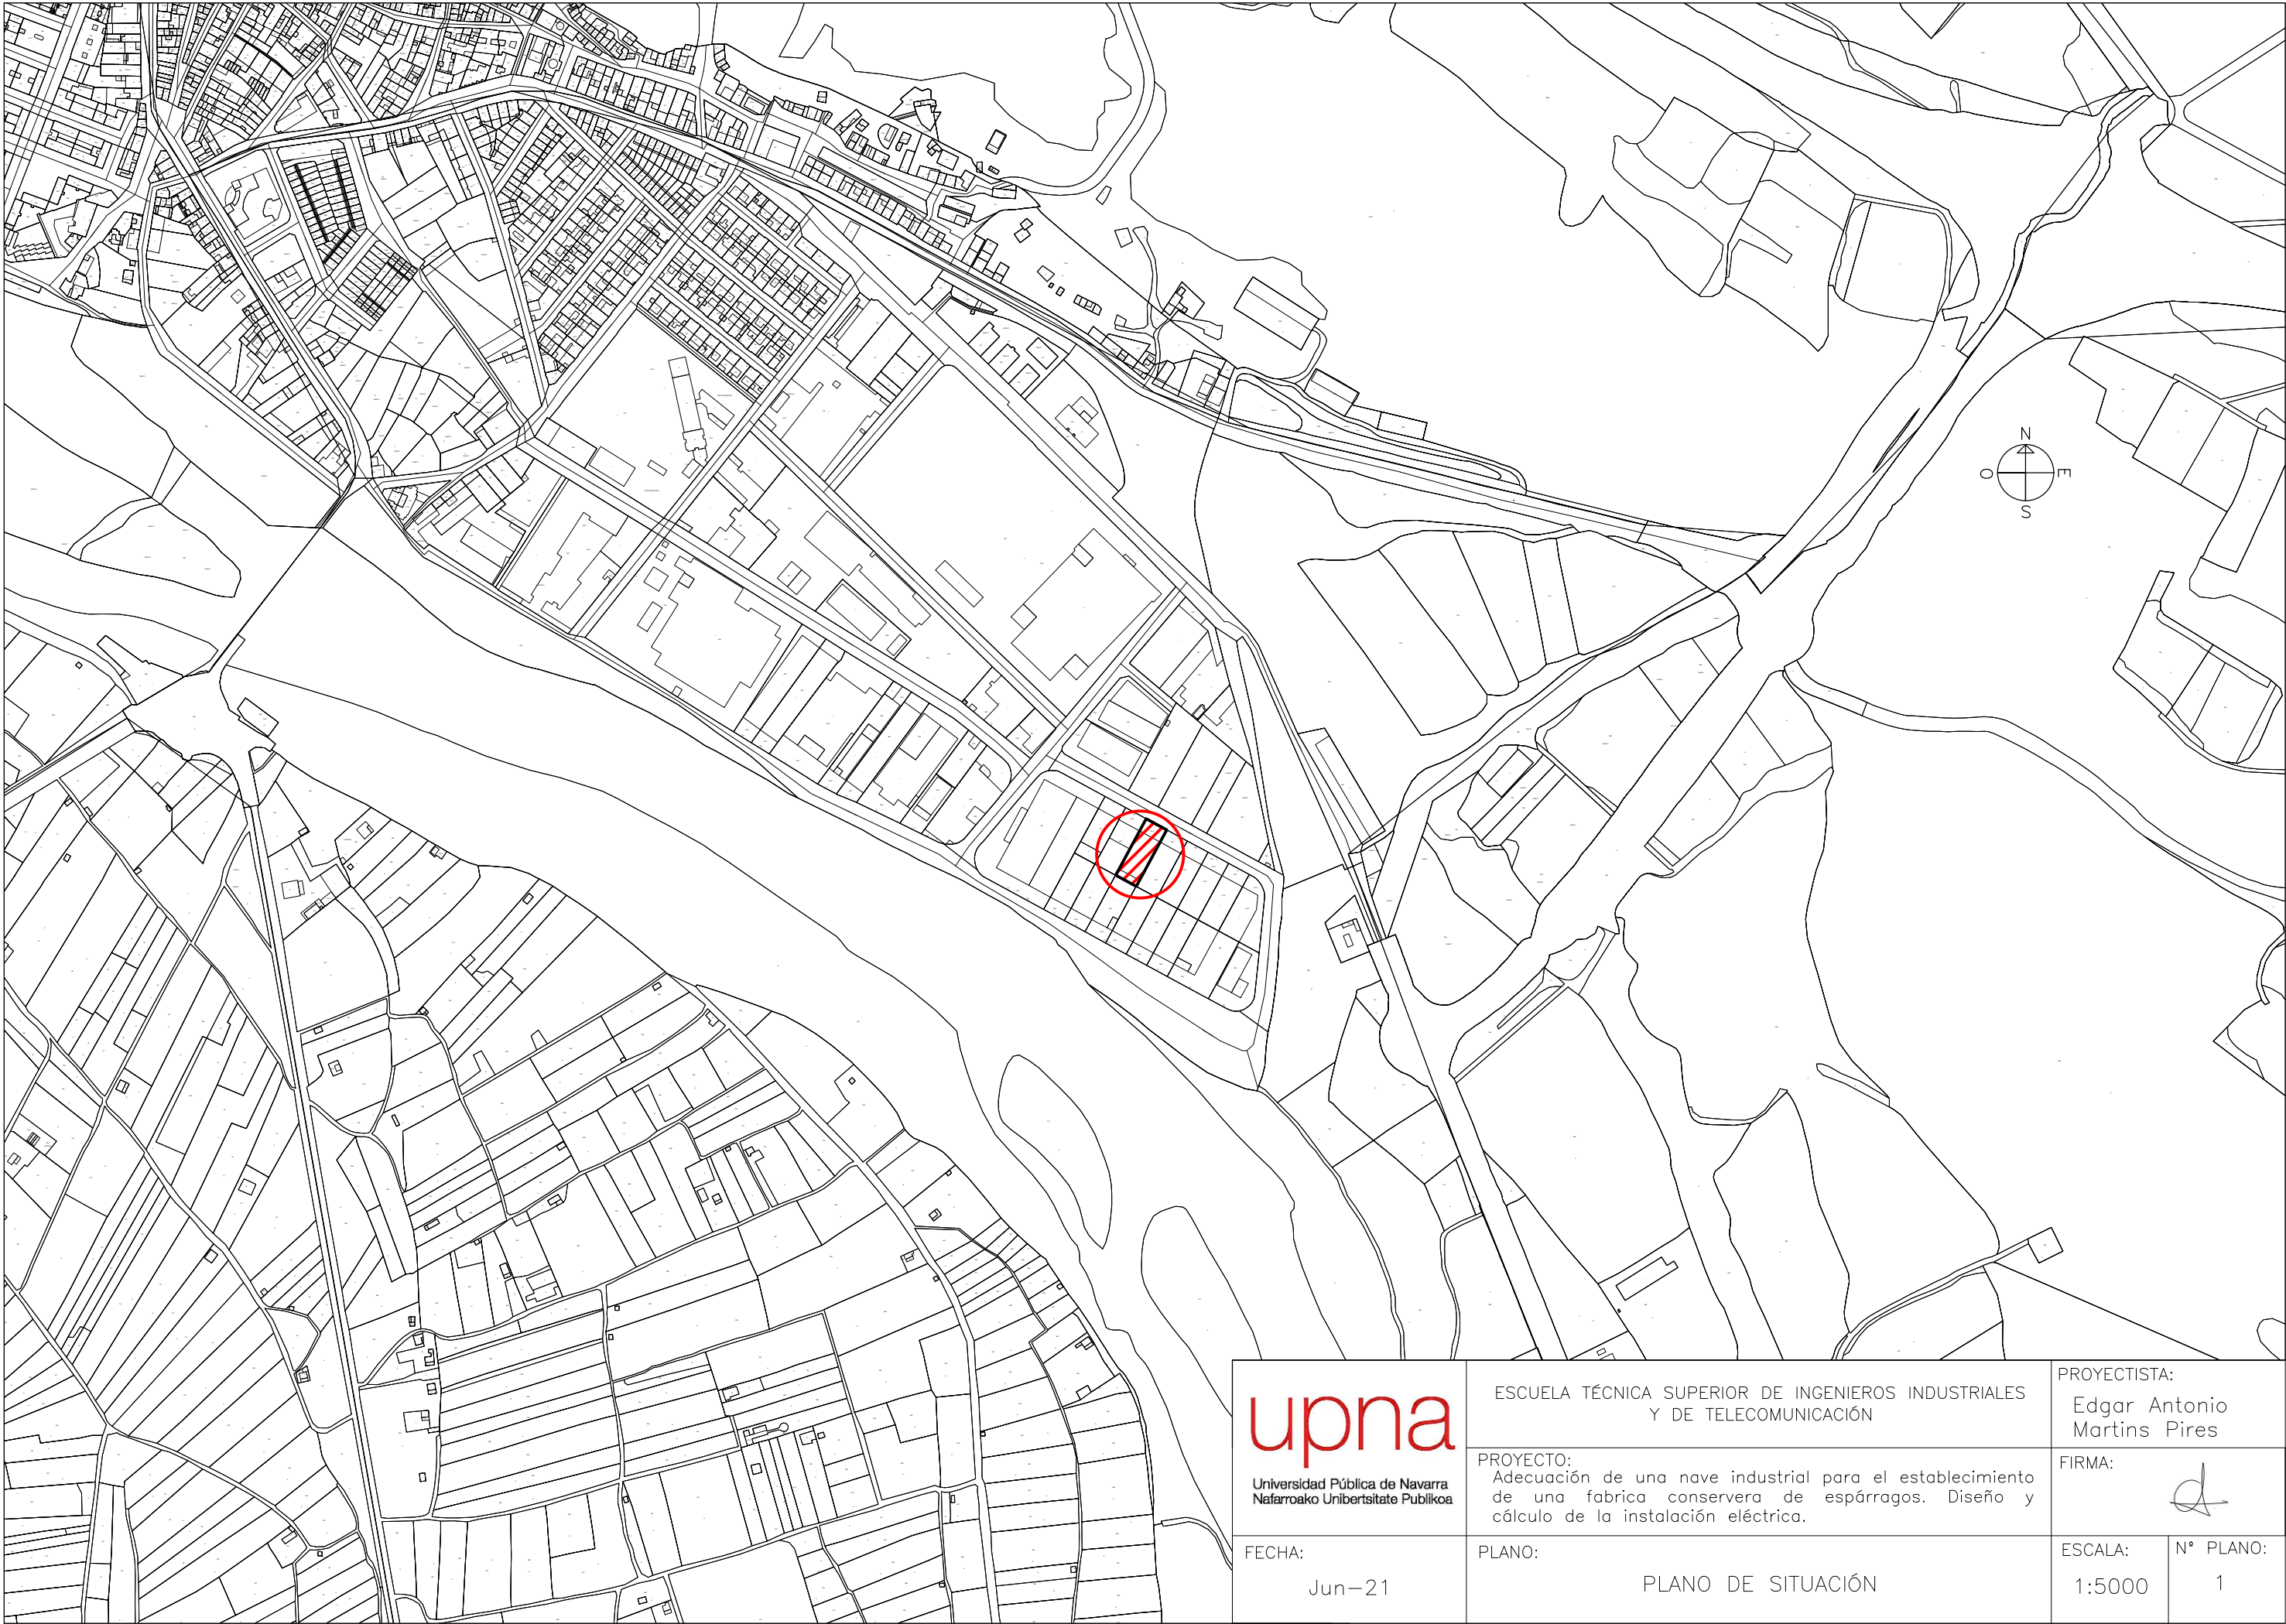 N
O
E
S
upna
Universidad Pública de Navarra
Nafarroako Unibertsitate Publikoa
ESCUELA TÉCNICA SUPERIOR DE INGENIEROS INDUSTRIALES
Y DE TELECOMUNICACIÓN
PROYECTISTA:
Edgar Antonio
Martins Pires
PROYECTO:
Adecuación de una nave industrial para el establecimiento
de una fabrica conservera de espárragos. Diseño y
cálculo de la instalación eléctrica.
FIRMA:
FECHA:
Jun-21
PLANO:
PLANO DE SITUACIÓN
ESCALA:
1:5000
Nº PLANO:
1